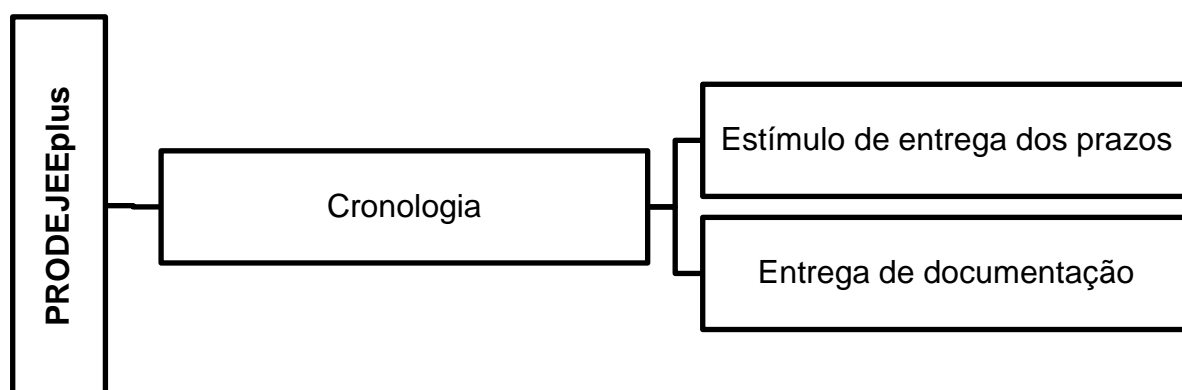 PRODEJEEplus
Cronologia
Estímulo de entrega dos prazos
Entrega de documentação